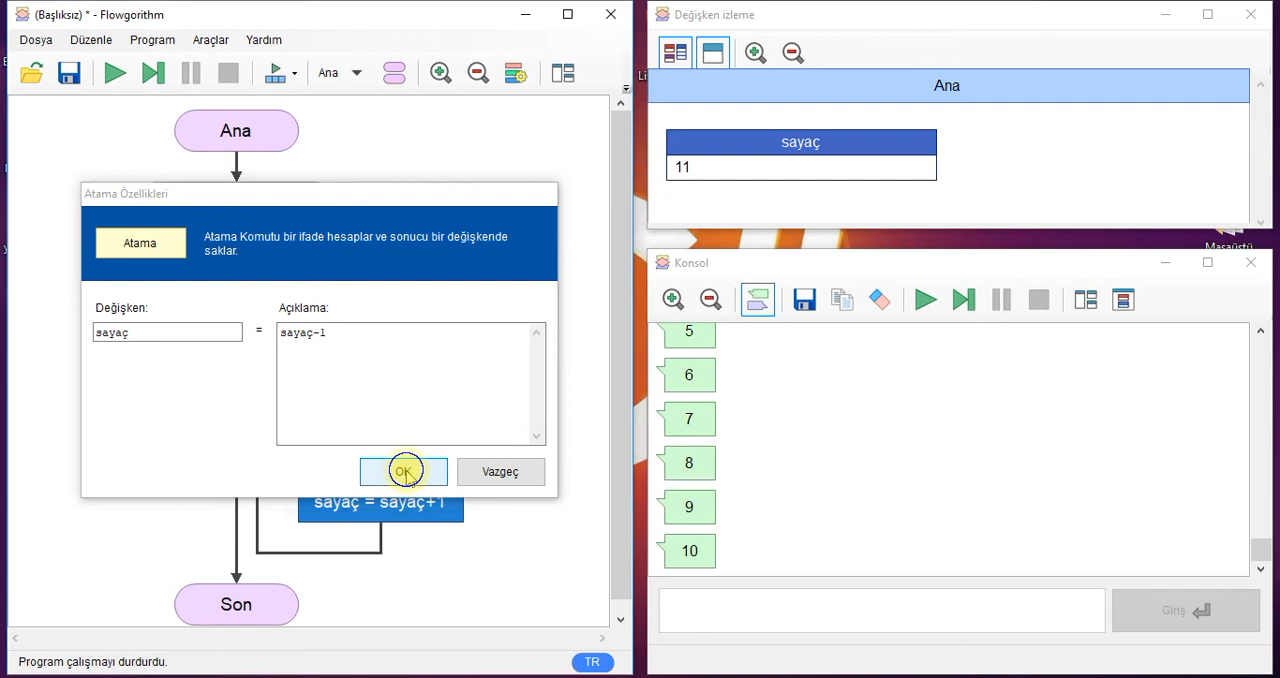 (Başlıksız) * - Flowgorithm
Dosya Düzenle Program Araçlar Yardım
Ana
Ana
Atama Özellikleri
Atama
Atama Komutu bir ifade hesaplar ve sonucu bir değişkende
saklar.
Değişken:
Açıklama:
sayaç
=
sayaç-1
OK
Vazgeç
sayaç = sayaç+1
Son
Program çalışmayı durdurdu.
TR
Değişken izleme
Ana
sayaç
11
Masaüstü
Konsol
5
6
7
8
9
10
Giriş